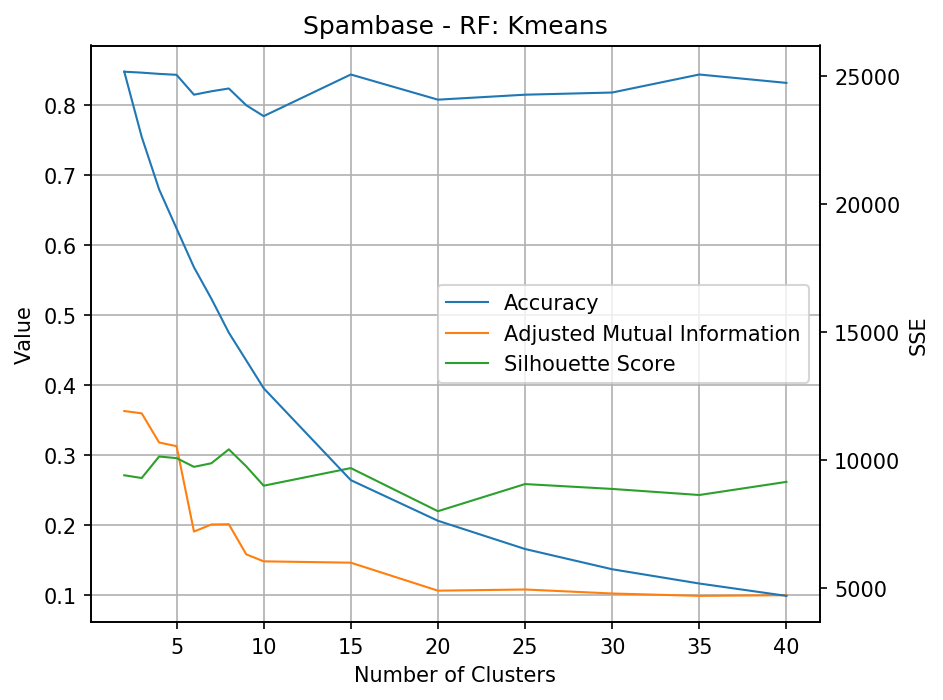 Spambase - RF: Kmeans
Value
0.8
0.7
0.6
0.5
0.4
0.3
0.2
0.1
25000
20000
15000
10000
5000
SSE
Accuracy
Adjusted Mutual Information
Silhouette Score
5 10 15 20 25 30 35 40
Number of Clusters